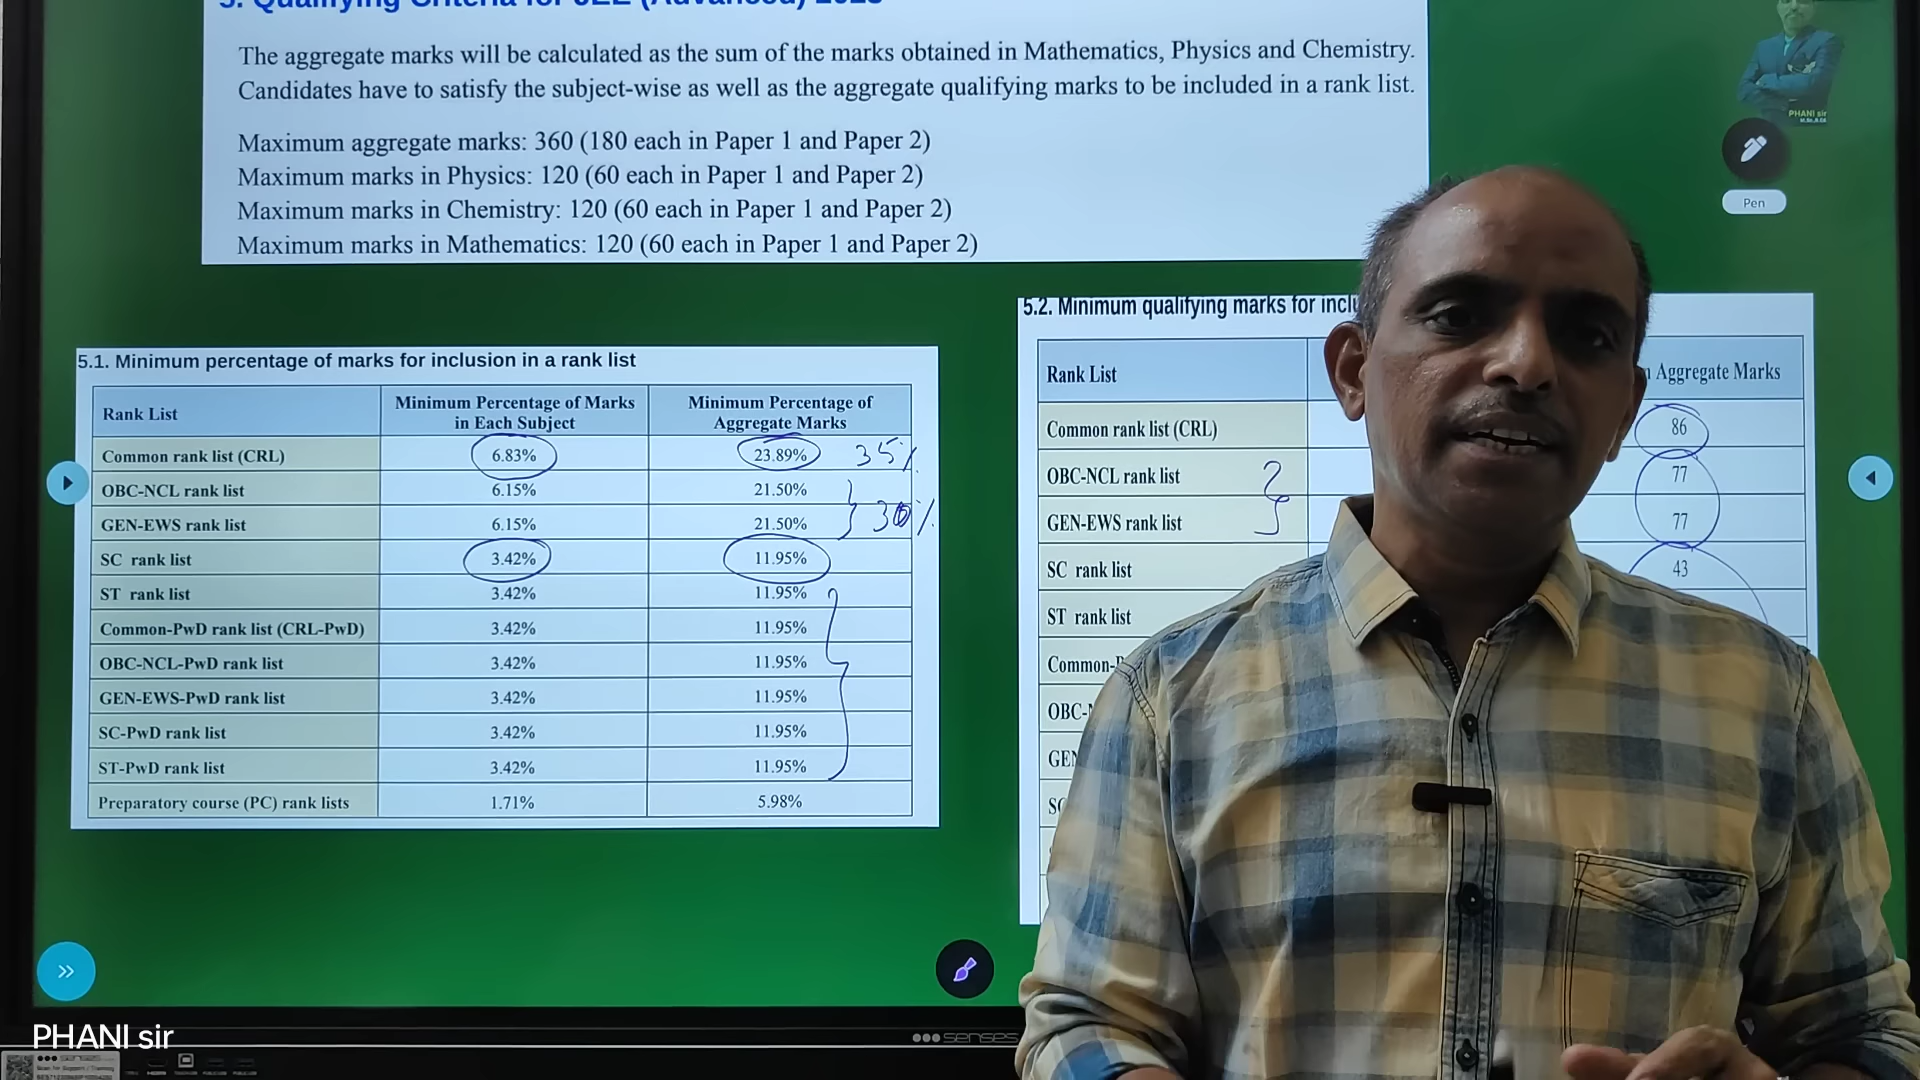 The aggregate marks will be calculated as the sum of the marks obtained in Mathematics, Physics and Chemistry.
Candidates have to satisfy the subject-wise as well as the aggregate qualifying marks to be included in a rank list.
Maximum aggregate marks: 360 (180 each in Paper 1 and Paper 2)
Maximum marks in Physics: 120 (60 each in Paper 1 and Paper 2)
Maximum marks in Chemistry: 120 (60 each in Paper 1 and Paper 2)
Maximum marks in Mathematics: 120 (60 each in Paper 1 and Paper 2)
PHANI sir
Pen
5.1. Minimum percentage of marks for inclusion in a rank list
Rank List Minimum Percentage of Marks in Each Subject Minimum Percentage of Aggregate Marks
Common rank list (CRL) 6.83% 23.89% 35%
OBC-NCL rank list 6.15% 21.50%
GEN-EWS rank list 6.15% 21.50% 30%
SC rank list 3.42% 11.95%
ST rank list 3.42% 11.95%
Common-PwD rank list (CRL-PwD) 3.42% 11.95%
OBC-NCL-PwD rank list 3.42% 11.95%
GEN-EWS-PwD rank list 3.42% 11.95%
SC-PwD rank list 3.42% 11.95%
ST-PwD rank list 3.42% 11.95%
Preparatory course (PC) rank lists 1.71% 5.98%
5.2. Minimum qualifying marks for
Rank List Aggregate Marks
Common rank list (CRL) 86
OBC-NCL rank list 77
GEN-EWS rank list 77
SC rank list 43
ST rank list
Common-
OBC-
PHANI sir
senses